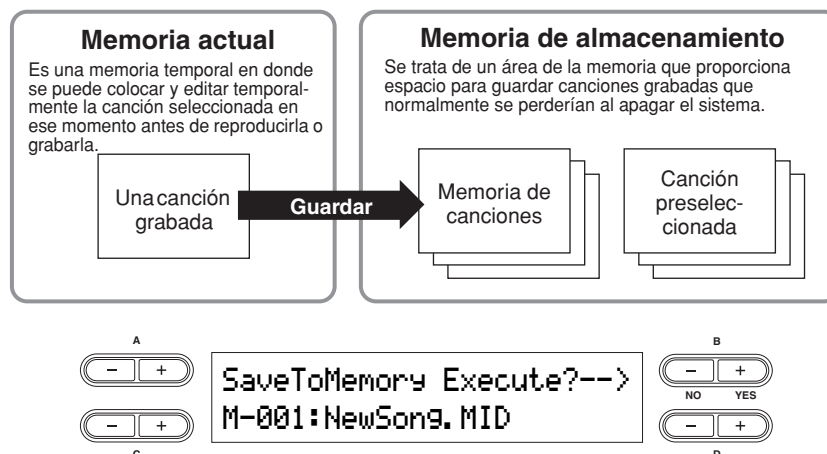 Memoria actual
Es una memoria temporal en donde
se puede colocar y editar temporal-
mente la canción seleccionada en
ese momento antes de reproducirla o
grabarla.
Una canción
grabada
Guardar
Memoria de almacenamiento
Se trata de un área de la memoria que proporciona
espacio para guardar canciones grabadas que
normalmente se perderían al apagar el sistema.
Memoria de
canciones
Canción
preselec-
cionada
A
- +
B
- +
NO YES
SaveToMemory Execute?-->
M-001:NewSong.MID
- +
C
- +
D